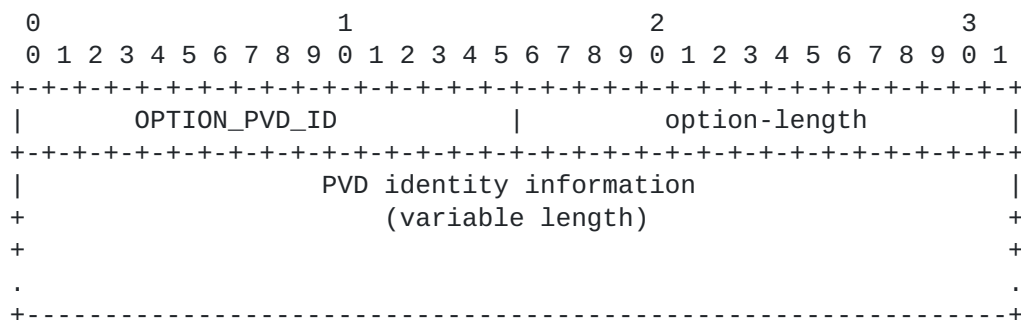 0                   1                   2                   3
 0 1 2 3 4 5 6 7 8 9 0 1 2 3 4 5 6 7 8 9 0 1 2 3 4 5 6 7 8 9 0 1
+-+-+-+-+-+-+-+-+-+-+-+-+-+-+-+-+-+-+-+-+-+-+-+-+-+-+-+-+-+-+-+-+
|       OPTION_PVD_ID           |         option-length         |
+-+-+-+-+-+-+-+-+-+-+-+-+-+-+-+-+-+-+-+-+-+-+-+-+-+-+-+-+-+-+-+-+
|                   PVD identity information                    |
+                       (variable length)                       +
+                                                               +
.                                                               .
+---------------------------------------------------------------+